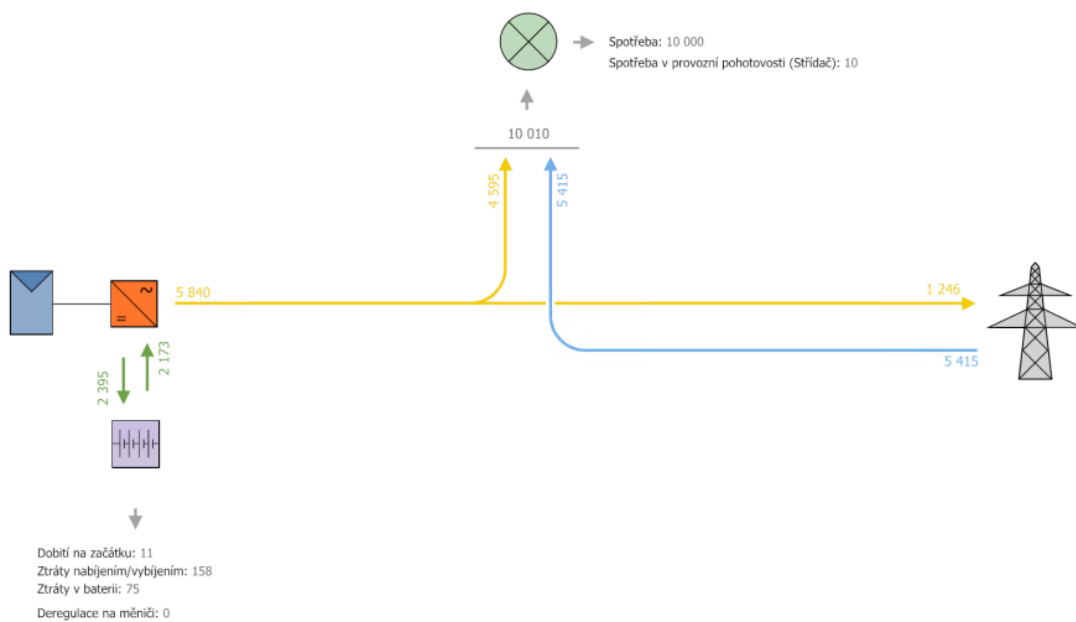 Spotřeba: 10 000
Spotřeba v provozní pohotovosti (Střídač): 10
10 010
4 595
5 415
5 840
1 246
5 415
2 395
2 173
Dobití na začátku: 11
Ztráty nabíjením/vybíjením: 158
Ztráty v baterii: 75
Deregulace na měniči: 0